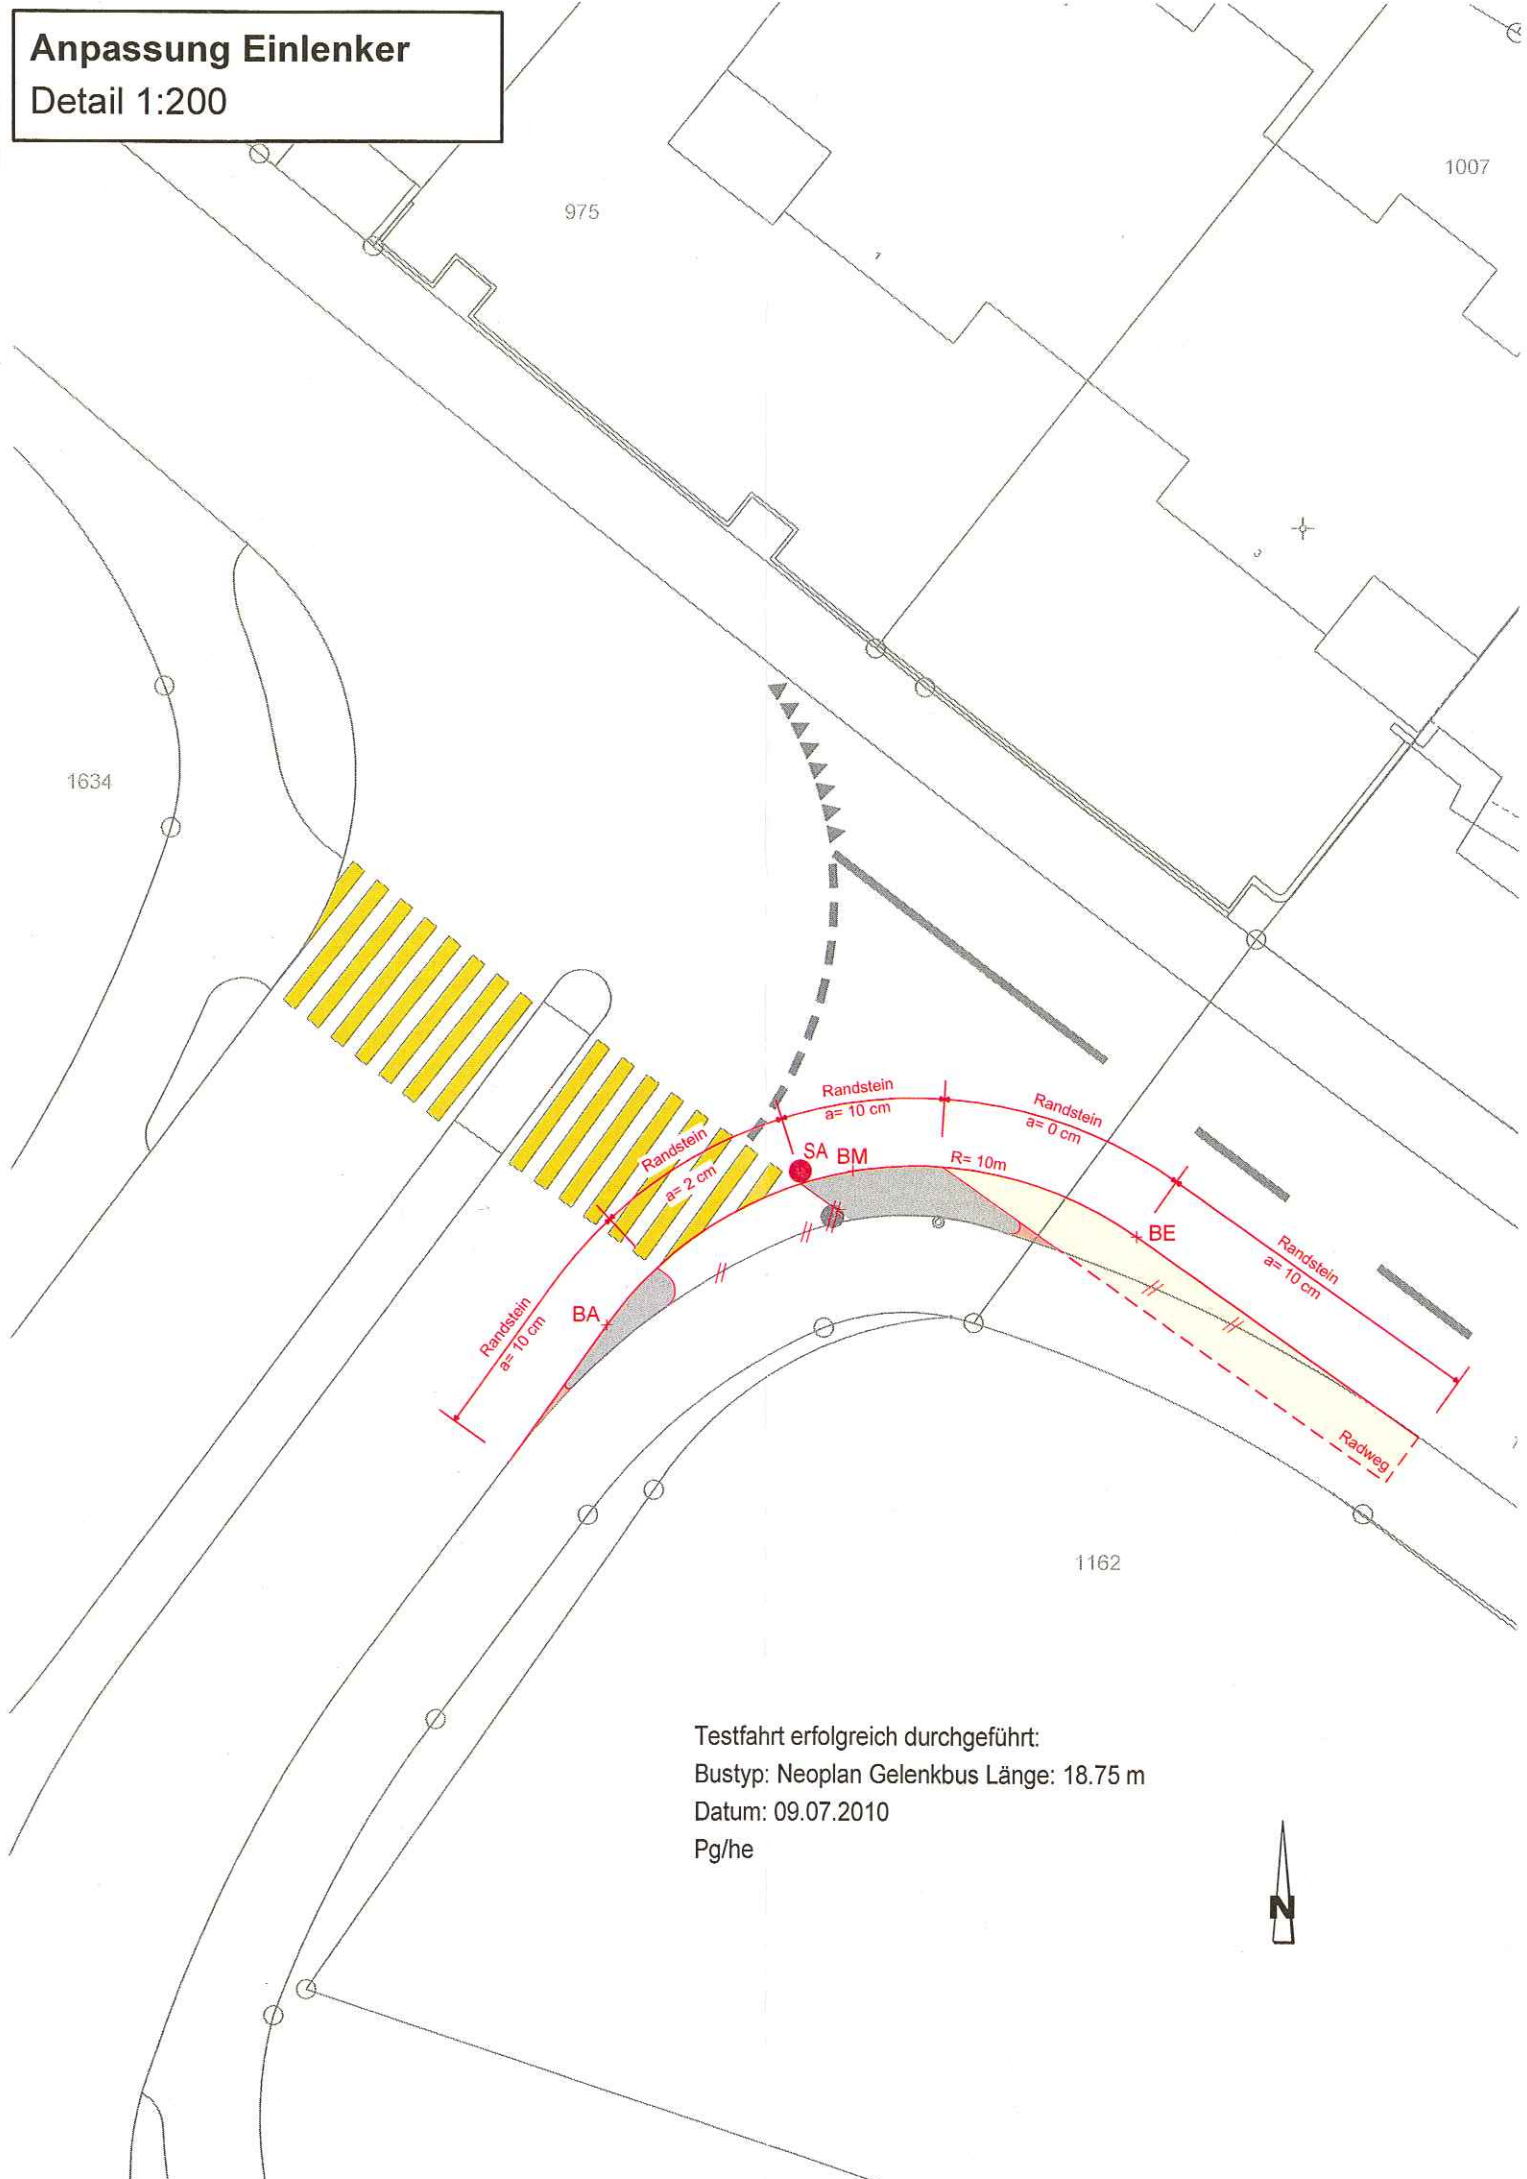 Anpassung Einlenker
Detail 1:200
1007
975
7
3
1634
Randstein
a= 10 cm
Randstein
a= 0 cm
Randstein
a= 2 cm
SA
BM
R= 10m
BE
Randstein
a= 10 cm
BA
Randstein
a= 10 cm
Radweg
1162
Testfahrt erfolgreich durchgeführt:
Bustyp: Neoplan Gelenkbus Länge: 18.75 m
Datum: 09.07.2010
Pg/he
N